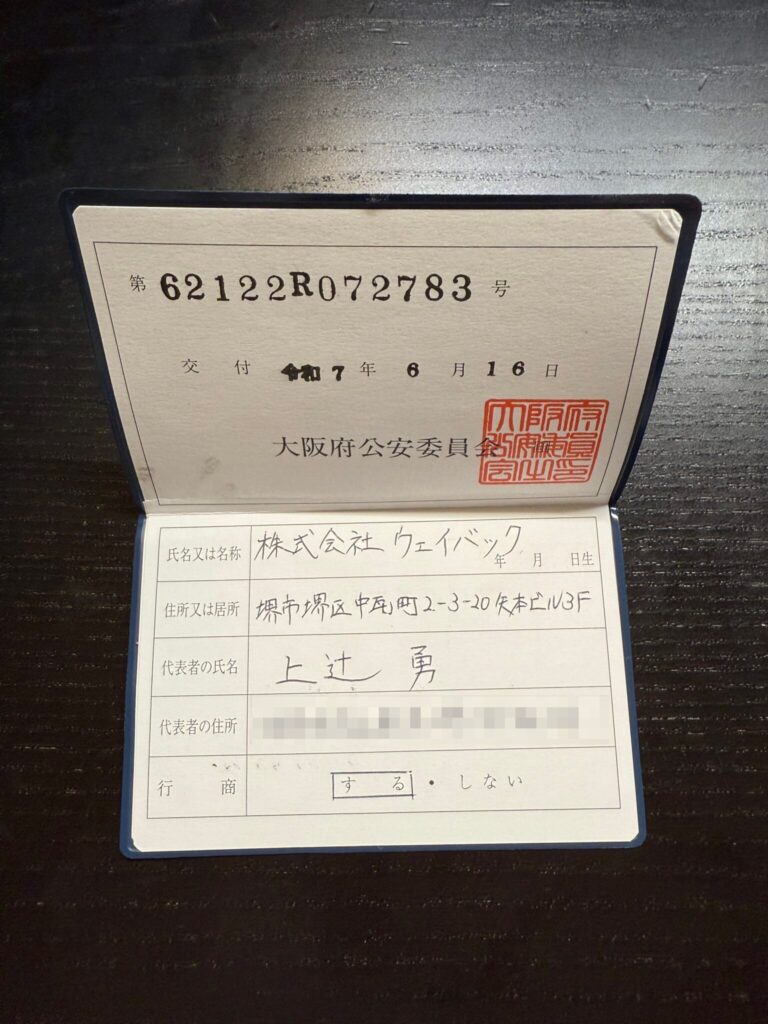 第 62122R072783 号
交付 令和 7 年 6 月 16 日
大阪府公安委員会
氏名又は名称 株式会社 ウェイバック
年 月 日生
住所又は居所 堺市堺区中瓦町2-3-20 矢本ビル3F
代表者の氏名 上辻 勇
代表者の住所
行商 する・しない